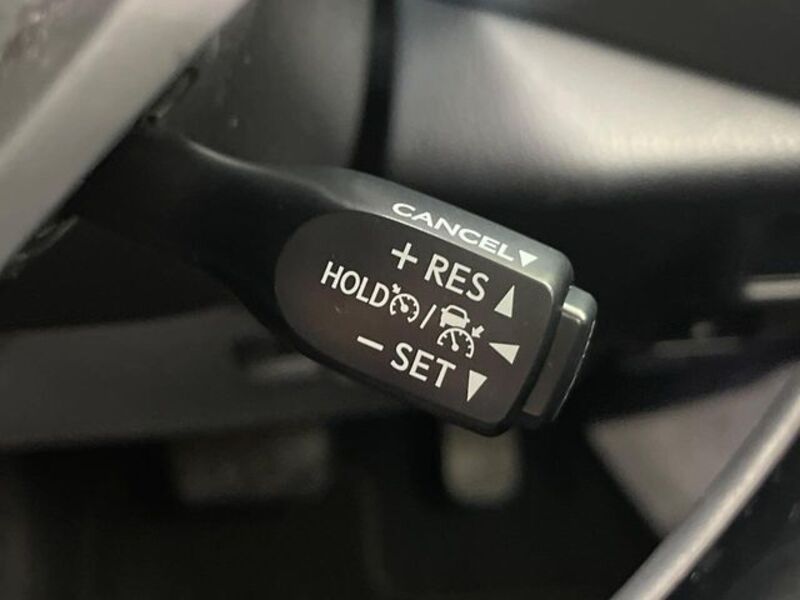 CANCEL▼
+ RES ▲
HOLD / ◀
- SET ▼